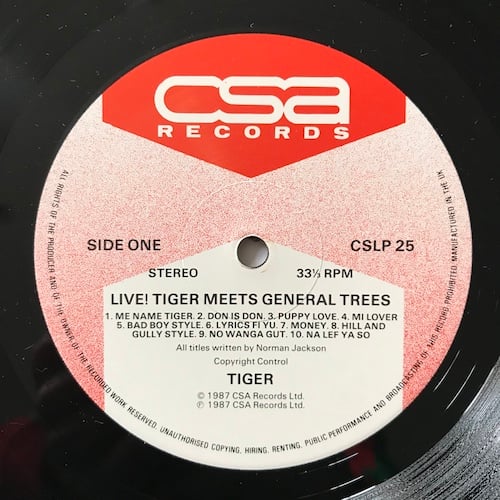 csa
RECORDS
SIDE ONE
CSLP 25
STEREO
33⅓ RPM
LIVE! TIGER MEETS GENERAL TREES
1. ME NAME TIGER. 2. DON IS DON. 3. PUPPY LOVE. 4. MI LOVER
5. BAD BOY STYLE. 6. LYRICS FI YU. 7. MONEY. 8. HILL AND
GULLY STYLE. 9. NO WANGA GUT. 10. NA LEF YA SO
All titles written by Norman Jackson
Copyright Control
TIGER
© 1987 CSA Records Ltd.
℗ 1987 CSA Records Ltd.
ALL RIGHTS OF THE PRODUCER AND OF THE OWNER OF THE RECORDED WORK RESERVED. UNAUTHORISED COPYING, HIRING, RENTING, PUBLIC PERFORMANCE AND BROADCASTING OF THIS RECORD PROHIBITED. MANUFACTURED IN THE UK